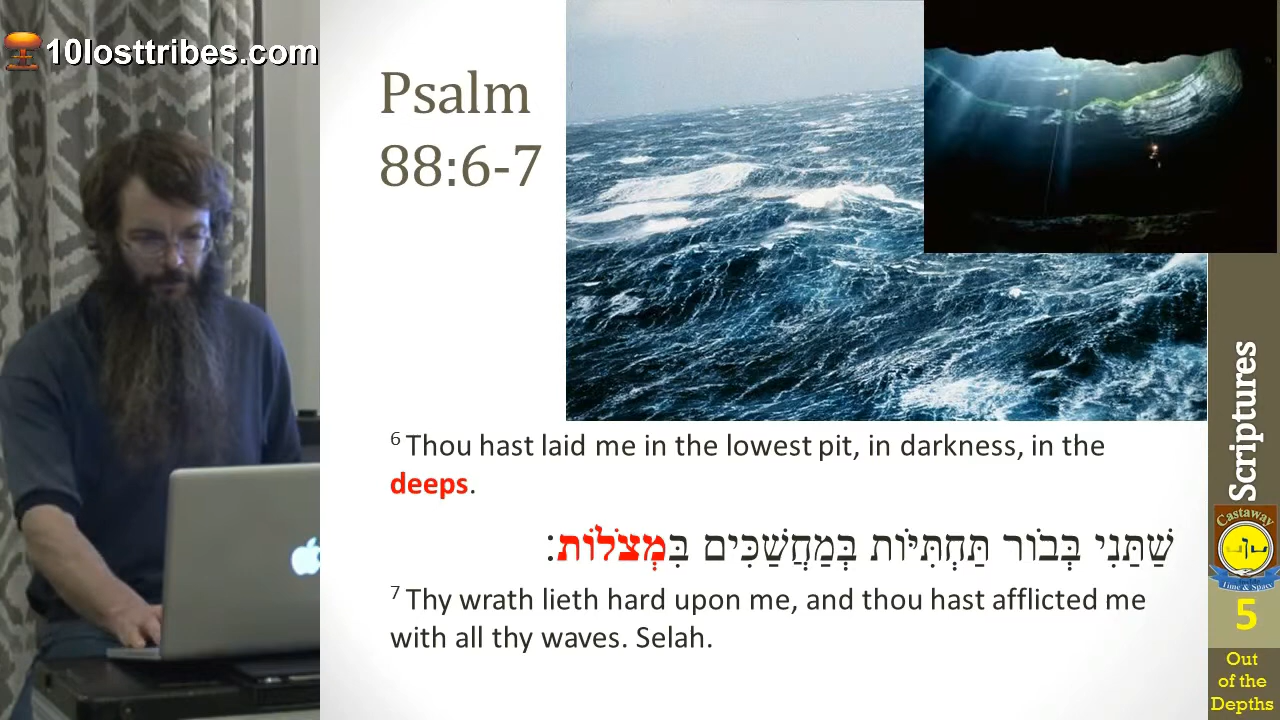 10losttribes.com
Psalm
88:6-7
6 Thou hast laid me in the lowest pit, in darkness, in the
deeps.
שַׁתַּנִי בְּבוֹר תַּחְתִּיּוֹת בְּמַחֲשַׁכִּים בִּמְצֹלוֹת׃
7 Thy wrath lieth hard upon me, and thou hast afflicted me
with all thy waves. Selah.
Scriptures
Castaway
Time & Space
5
Out
of the
Depths